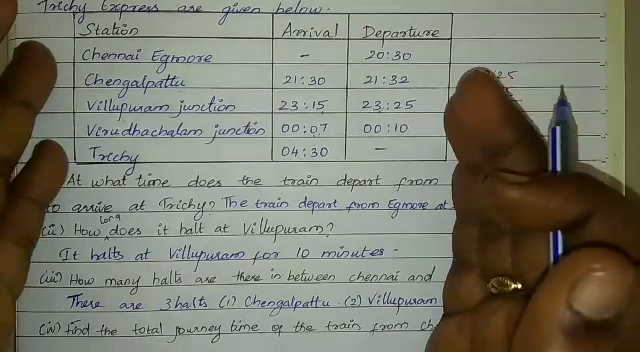 Trichy Express are given below.
Station Arrival Departure
Chennai Egmore - 20:30
Chengalpattu 21:30 21:32
Villupuram junction 23:15 23:25
Virudhachalam junction 00:07 00:10
Trichy 04:30 -
At what time does the train depart from
to arrive at Trichy? The train depart from Egmore at
(ii) How long does it halt at Villupuram?
It halts at Villupuram for 10 minutes.
(iii) How many halts are there in between chennai and
There are 3 halts (1) Chengalpattu (2) Villupuram
(iv) Find the total journey time of the train from ch